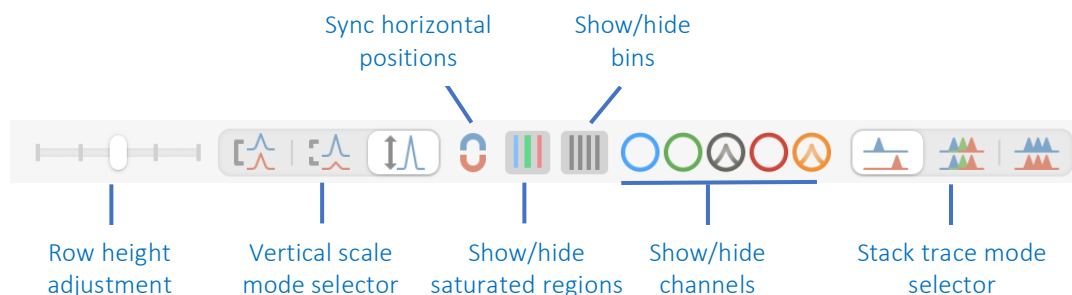 Sync horizontal
positions
Show/hide
bins
Row height
adjustment
Vertical scale
mode selector
Show/hide
saturated regions
Show/hide
channels
Stack trace mode
selector